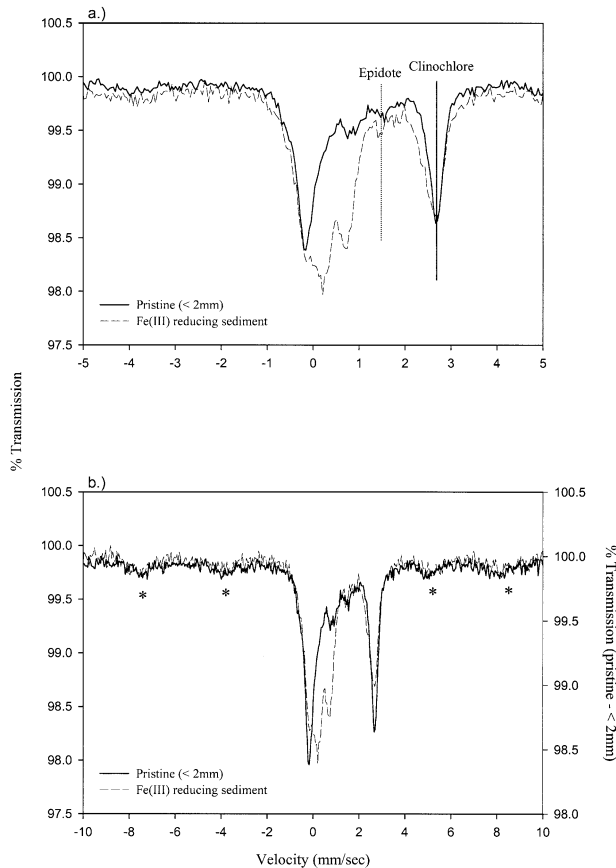 a.)
100.5
100.0
99.5
99.0
98.5
98.0
97.5
Epidote
Clinochlore
Pristine (< 2mm)
Fe(III) reducing sediment
-5 -4 -3 -2 -1 0 1 2 3 4 5
% Transmission
b.)
100.5
100.0
99.5
99.0
98.5
98.0
97.5
100.5
100.0
99.5
99.0
98.5
98.0
% Transmission (pristine - < 2mm)
* * * *
Pristine (< 2mm)
Fe(III) reducing sediment
-10 -8 -6 -4 -2 0 2 4 6 8 10
Velocity (mm/sec)